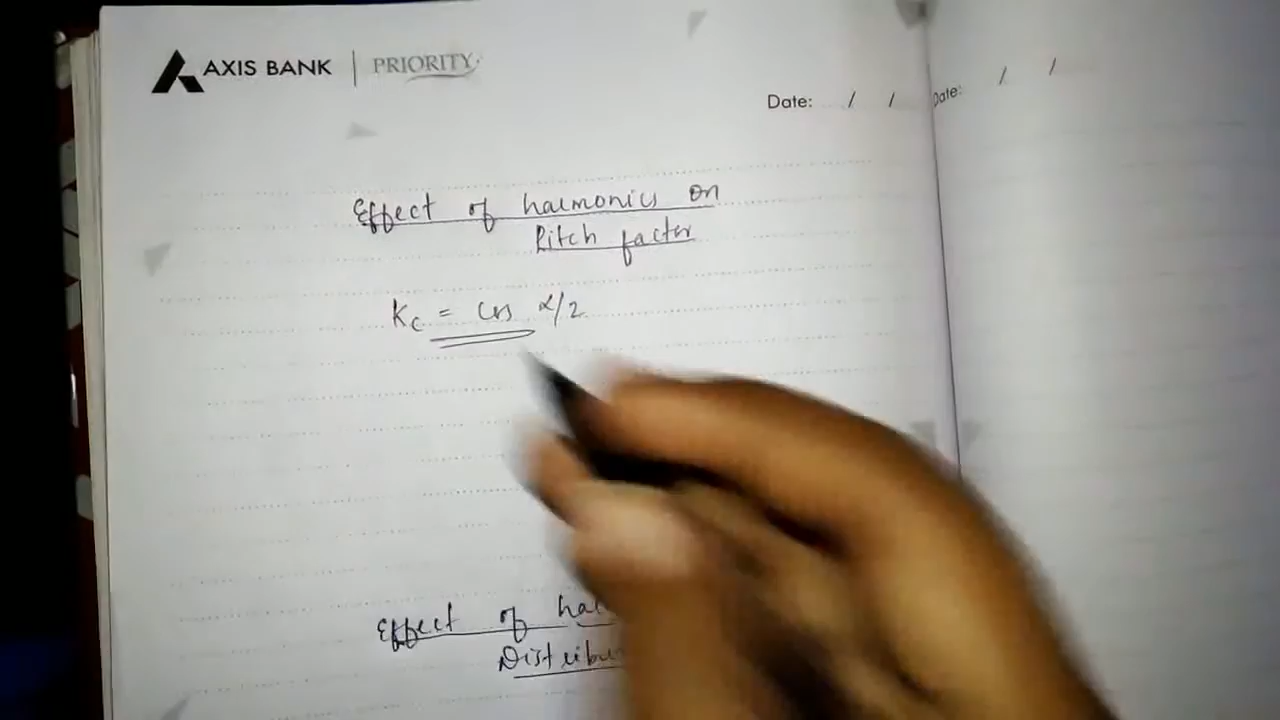 AXIS BANK | PRIORITY
Date: / / Date: / /
Effect of harmonics on
Pitch factor
Kc = cos α/2
Effect of